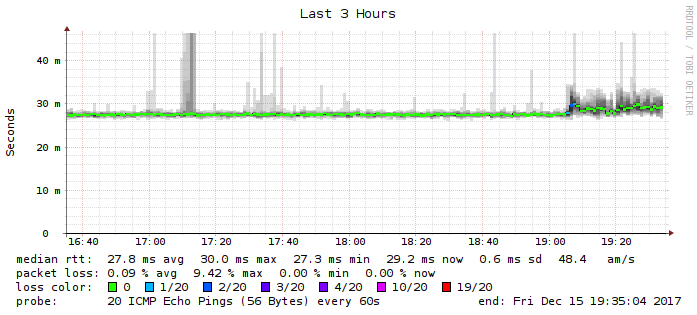 Last 3 Hours
RRDTOOL / TOBI OETIKER
Seconds
40 m
30 m
20 m
10 m
0
16:40 17:00 17:20 17:40 18:00 18:20 18:40 19:00 19:20
median rtt: 27.8 ms avg 30.0 ms max 27.3 ms min 29.2 ms now 0.6 ms sd 48.4 am/s
packet loss: 0.09 % avg 9.42 % max 0.00 % min 0.00 % now
loss color: 0 1/20 2/20 3/20 4/20 10/20 19/20
probe: 20 ICMP Echo Pings (56 Bytes) every 60s end: Fri Dec 15 19:35:04 2017